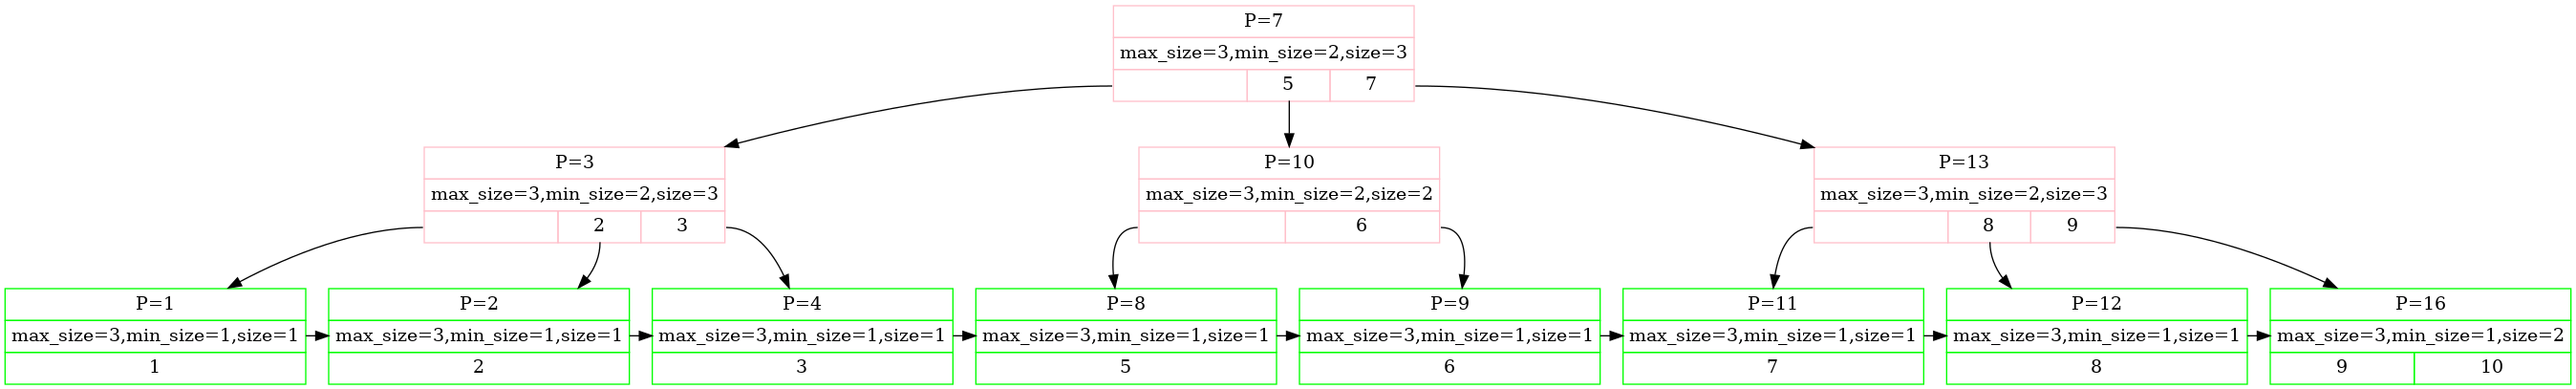 P=7
max_size=3,min_size=2,size=3
5 7
P=3
max_size=3,min_size=2,size=3
2 3
P=10
max_size=3,min_size=2,size=2
6
P=13
max_size=3,min_size=2,size=3
8 9
P=1
max_size=3,min_size=1,size=1
1
P=2
max_size=3,min_size=1,size=1
2
P=4
max_size=3,min_size=1,size=1
3
P=8
max_size=3,min_size=1,size=1
5
P=9
max_size=3,min_size=1,size=1
6
P=11
max_size=3,min_size=1,size=1
7
P=12
max_size=3,min_size=1,size=1
8
P=16
max_size=3,min_size=1,size=2
9 10